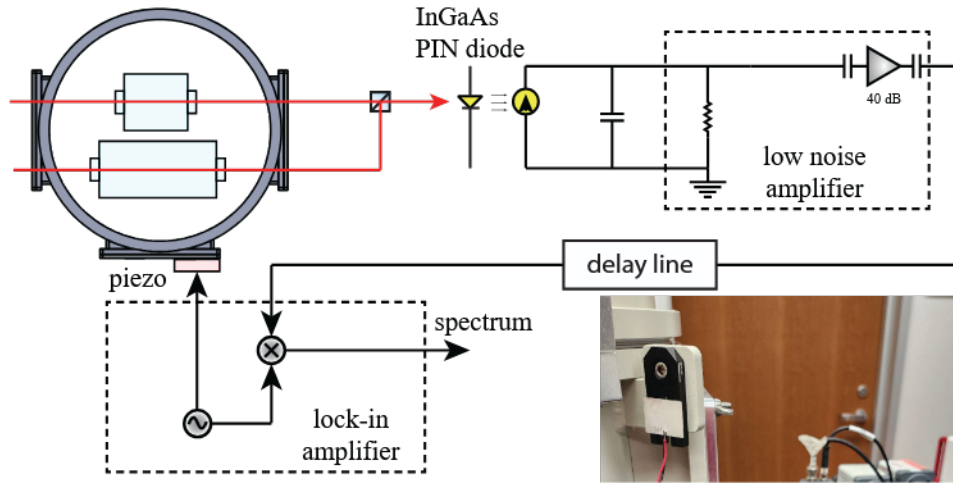 InGaAs
PIN diode
40 dB
low noise
amplifier
delay line
piezo
spectrum
lock-in
amplifier